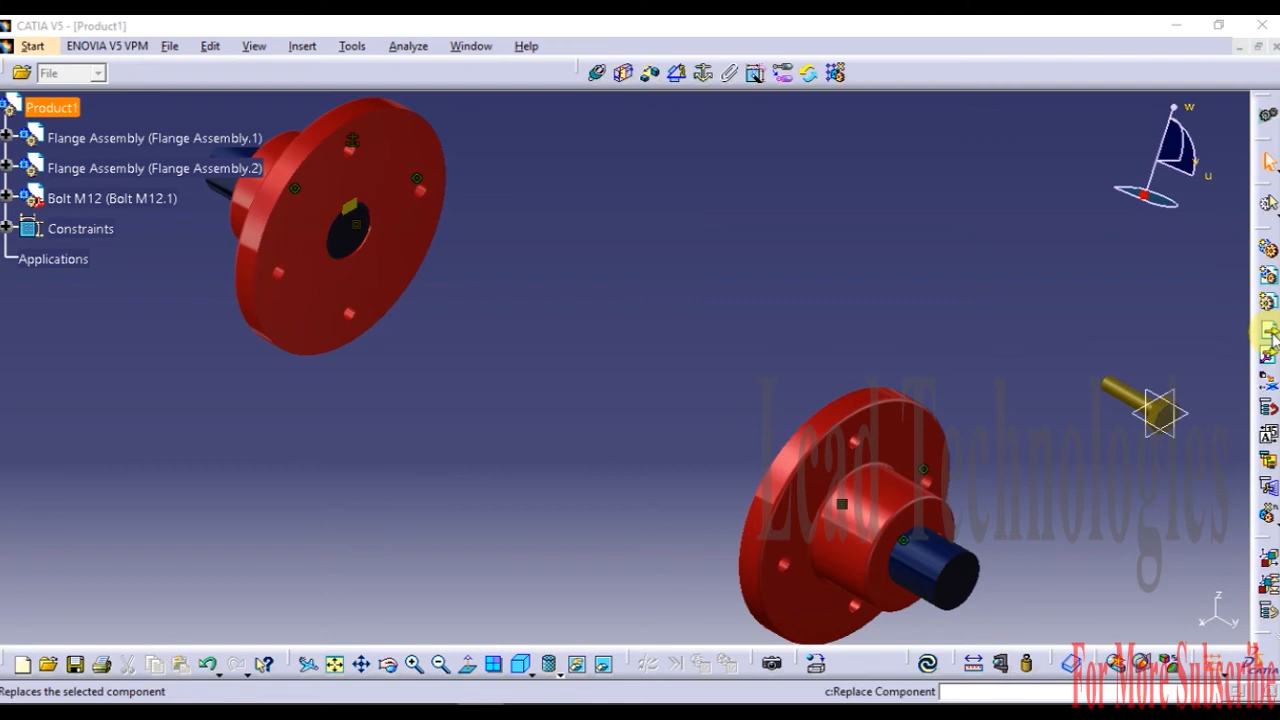 CATIA V5 - [Product1]
Start ENOVIA V5 VPM File Edit View Insert Tools Analyze Window Help
File
Product1
Flange Assembly (Flange Assembly.1)
Flange Assembly (Flange Assembly.2)
Bolt M12 (Bolt M12.1)
Constraints
Applications
w
v
u
Lead Technologies
z
x y
For More Subscribe
CATIA
Replaces the selected component c:Replace Component